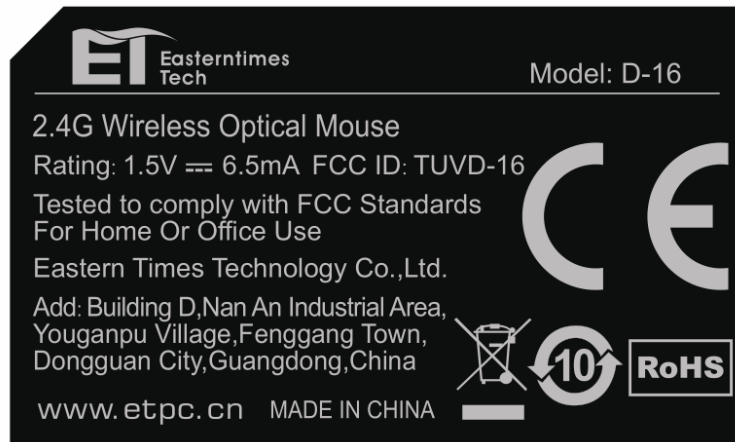 ET Easterntimes
Tech
Model: D-16
2.4G Wireless Optical Mouse
Rating: 1.5V ⎓ 6.5mA FCC ID: TUVD-16
Tested to comply with FCC Standards
For Home Or Office Use
Eastern Times Technology Co.,Ltd.
Add: Building D,Nan An Industrial Area,
Youganpu Village,Fenggang Town,
Dongguan City,Guangdong,China
www.etpc.cn MADE IN CHINA
CE
10
RoHS